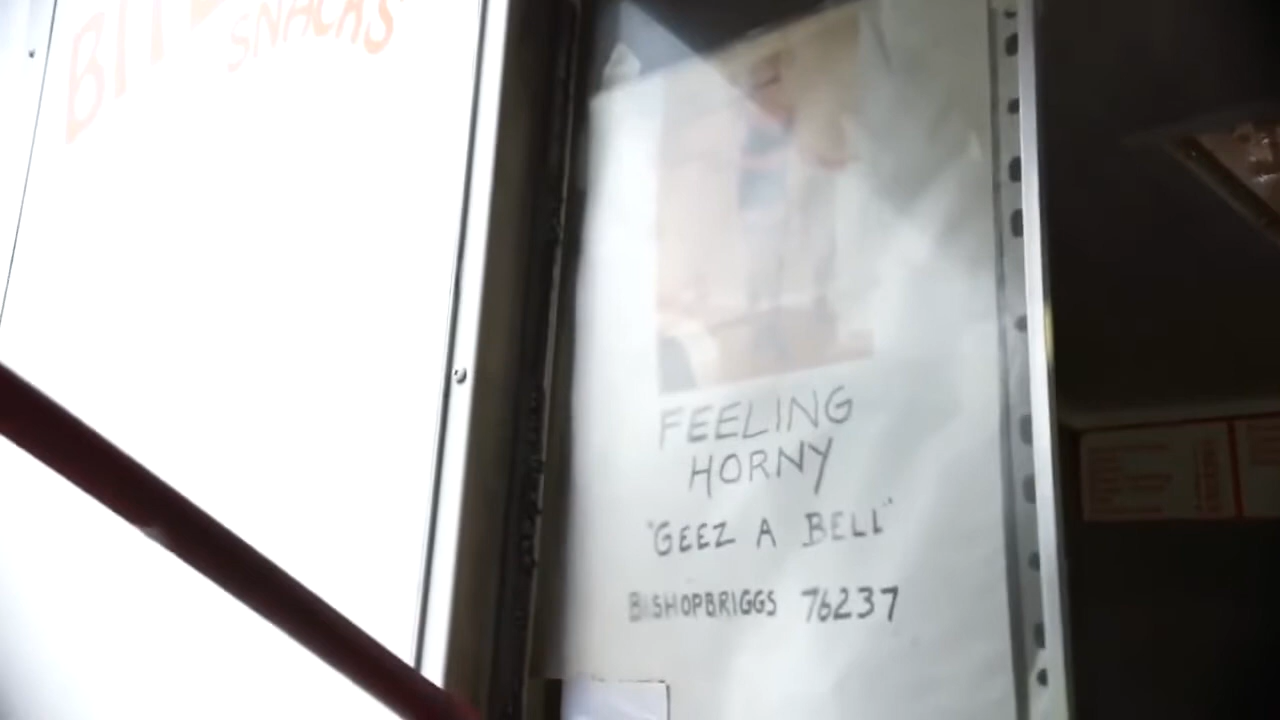 SNACKS
FEELING
HORNY
"GEEZ A BELL"
BISHOPBRIGGS 76237